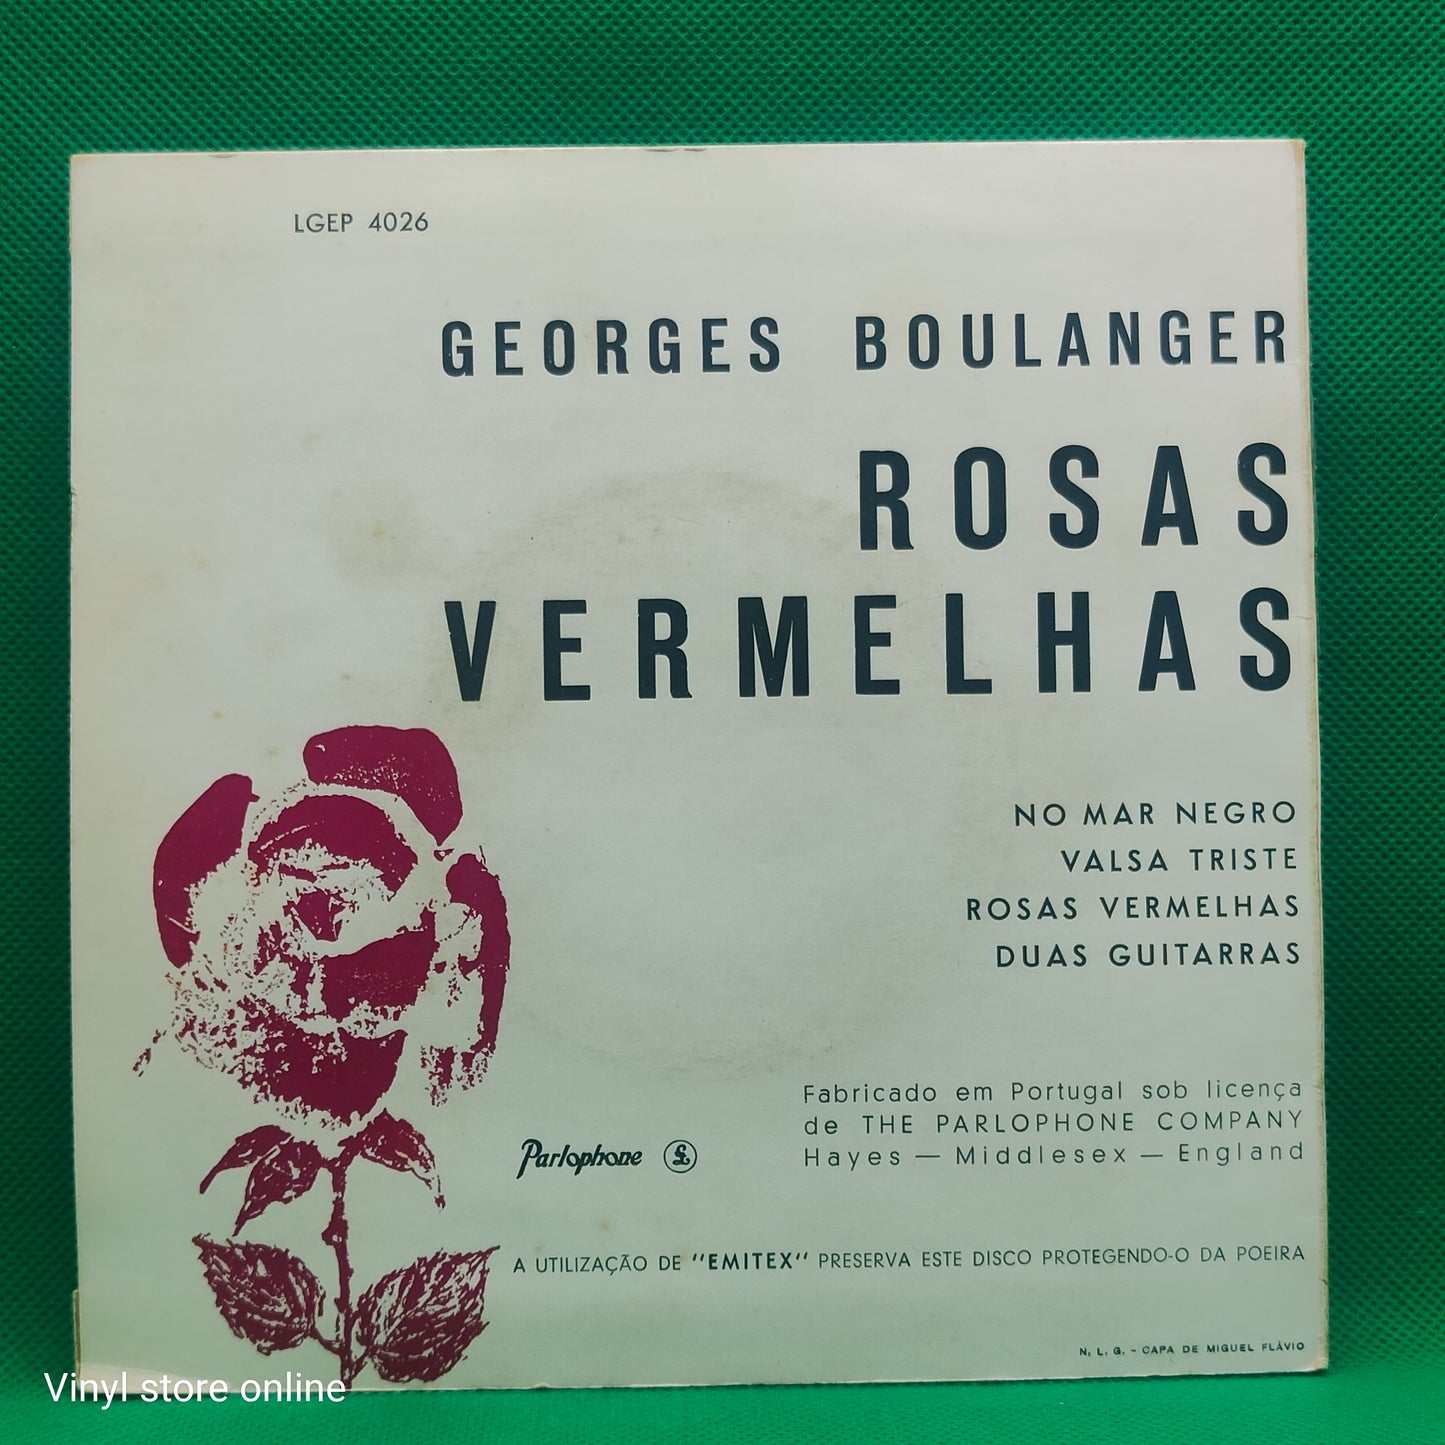 LGEP 4026
GEORGES BOULANGER
ROSAS
VERMELHAS
NO MAR NEGRO
VALSA TRISTE
ROSAS VERMELHAS
DUAS GUITARRAS
Fabricado em Portugal sob licença
de THE PARLOPHONE COMPANY
Hayes — Middlesex — England
Parlophone £
A UTILIZAÇÃO DE "EMITEX" PRESERVA ESTE DISCO PROTEGENDO-O DA POEIRA
N. L. G. - CAPA DE MIGUEL FLÁVIO
Vinyl store online